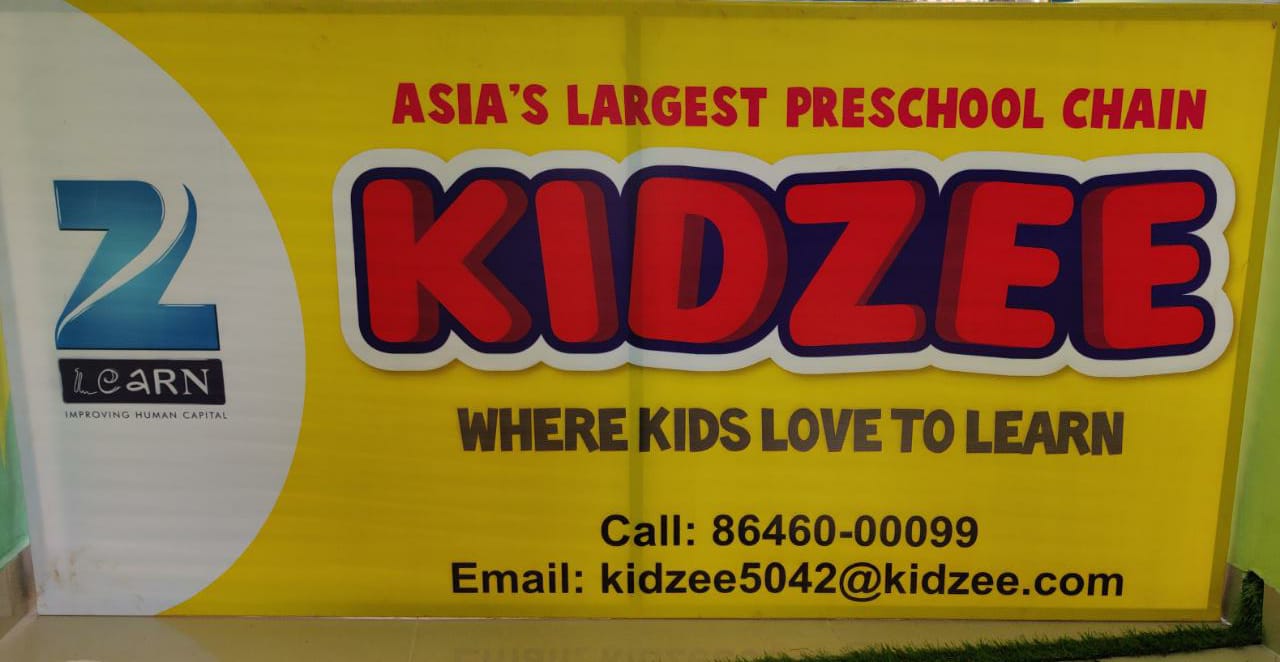 ASIA'S LARGEST PRESCHOOL CHAIN
KIDZEE
WHERE KIDS LOVE TO LEARN
Call: 86460-00099
Email: kidzee5042@kidzee.com
Z
LEARN
IMPROVING HUMAN CAPITAL